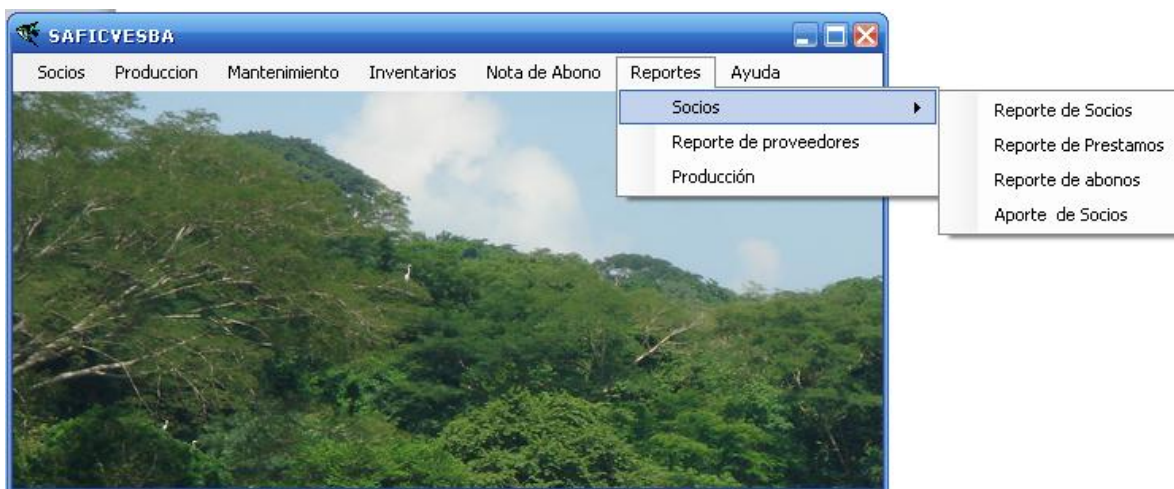 SAFICVESBA
Socios Produccion Mantenimiento Inventarios Nota de Abono Reportes Ayuda
Socios
Reporte de proveedores
Producción
Reporte de Socios
Reporte de Prestamos
Reporte de abonos
Aporte de Socios